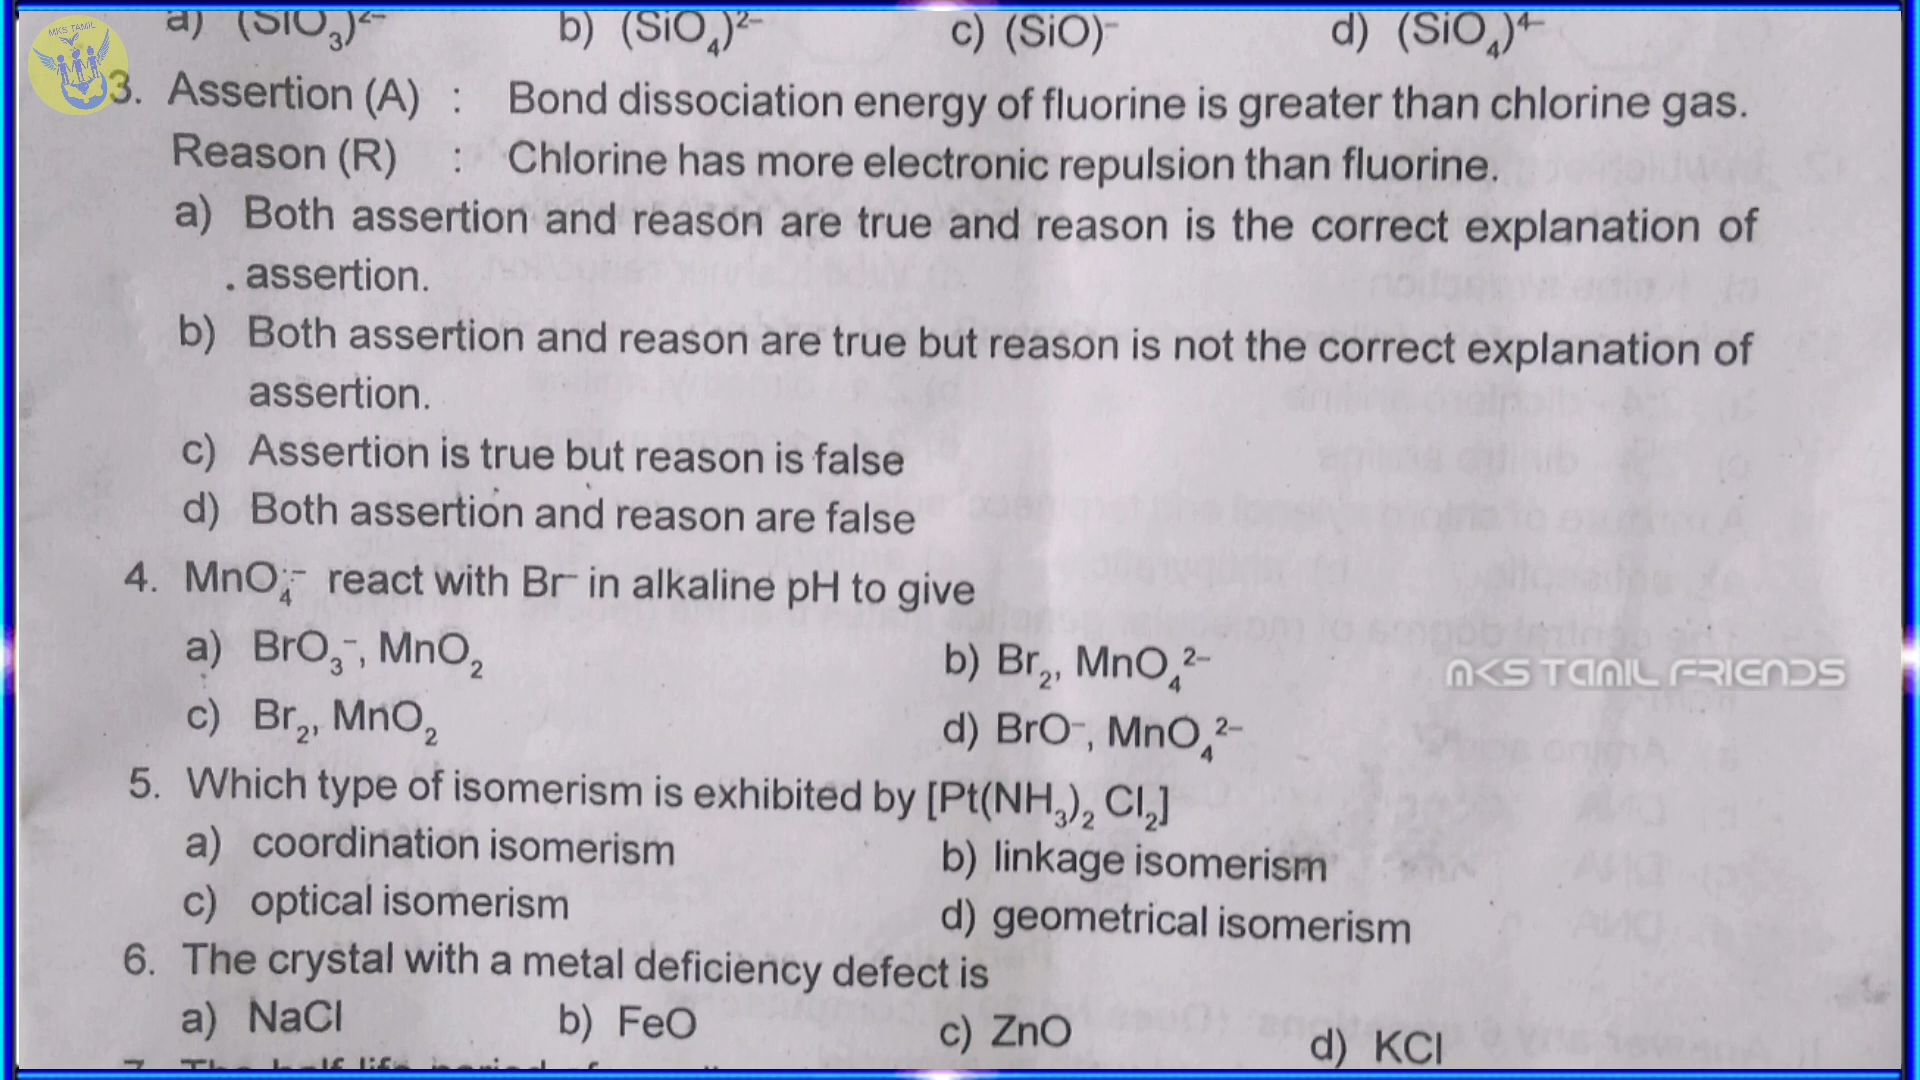 MKS TAMIL
a) (SiO₃)²⁻ b) (SiO₄)²⁻ c) (SiO)⁻ d) (SiO₄)⁴⁻
3. Assertion (A) : Bond dissociation energy of fluorine is greater than chlorine gas.
Reason (R) : Chlorine has more electronic repulsion than fluorine.
a) Both assertion and reason are true and reason is the correct explanation of
assertion.
b) Both assertion and reason are true but reason is not the correct explanation of
assertion.
c) Assertion is true but reason is false
d) Both assertion and reason are false
4. MnO₄⁻ react with Br⁻ in alkaline pH to give
a) BrO₃⁻, MnO₂ b) Br₂, MnO₄²⁻
MKS TAMIL FRIENDS
c) Br₂, MnO₂ d) BrO⁻, MnO₄²⁻
5. Which type of isomerism is exhibited by [Pt(NH₃)₂ Cl₂]
a) coordination isomerism b) linkage isomerism
c) optical isomerism d) geometrical isomerism
6. The crystal with a metal deficiency defect is
a) NaCl b) FeO c) ZnO d) KCl